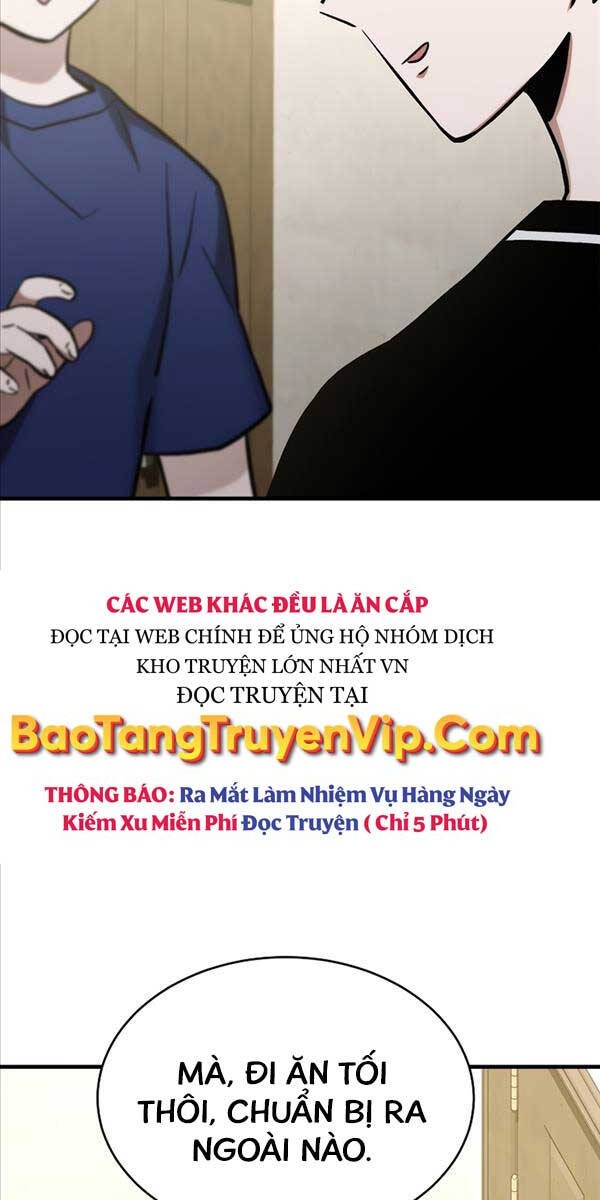 CÁC WEB KHÁC ĐỀU LÀ ĂN CẮP
ĐỌC TẠI WEB CHÍNH ĐỂ ỦNG HỘ NHÓM DỊCH
KHO TRUYỆN LỚN NHẤT VN
ĐỌC TRUYỆN TẠI
BaoTangTruyenVip.Com
THÔNG BÁO: Ra Mắt Làm Nhiệm Vụ Hàng Ngày
Kiếm Xu Miễn Phí Đọc Truyện ( Chỉ 5 Phút)
MÀ, ĐI ĂN TỐI
THÔI, CHUẨN BỊ RA
NGOÀI NÀO.